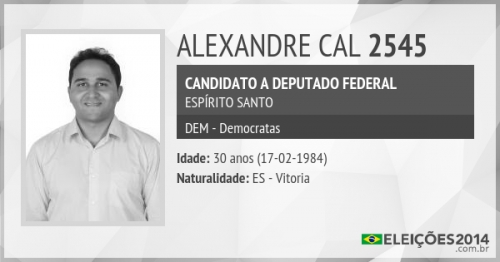 ALEXANDRE CAL 2545
CANDIDATO A DEPUTADO FEDERAL
ESPÍRITO SANTO
DEM - Democratas
Idade: 30 anos (17-02-1984)
Naturalidade: ES - Vitoria
ELEIÇÕES2014
.com.br